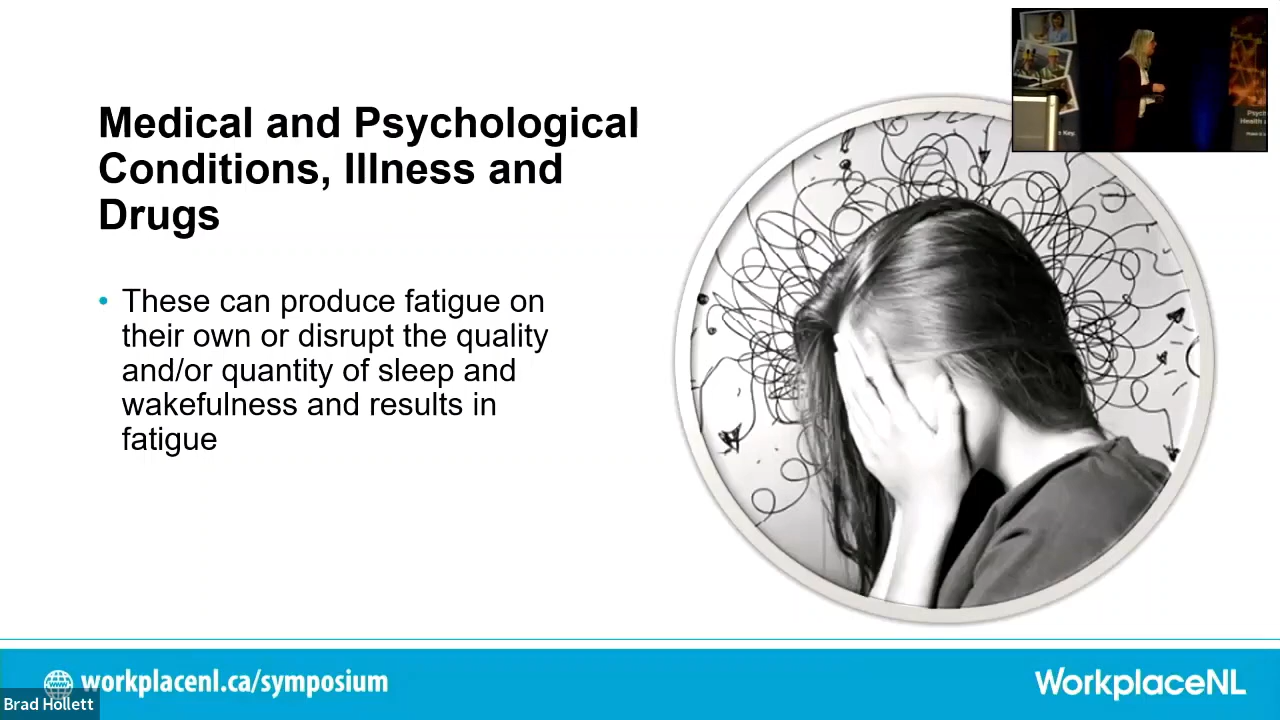 Medical and Psychological
Conditions, Illness and
Drugs
• These can produce fatigue on
their own or disrupt the quality
and/or quantity of sleep and
wakefulness and results in
fatigue
workplacenl.ca/symposium
WorkplaceNL
Brad Hollett